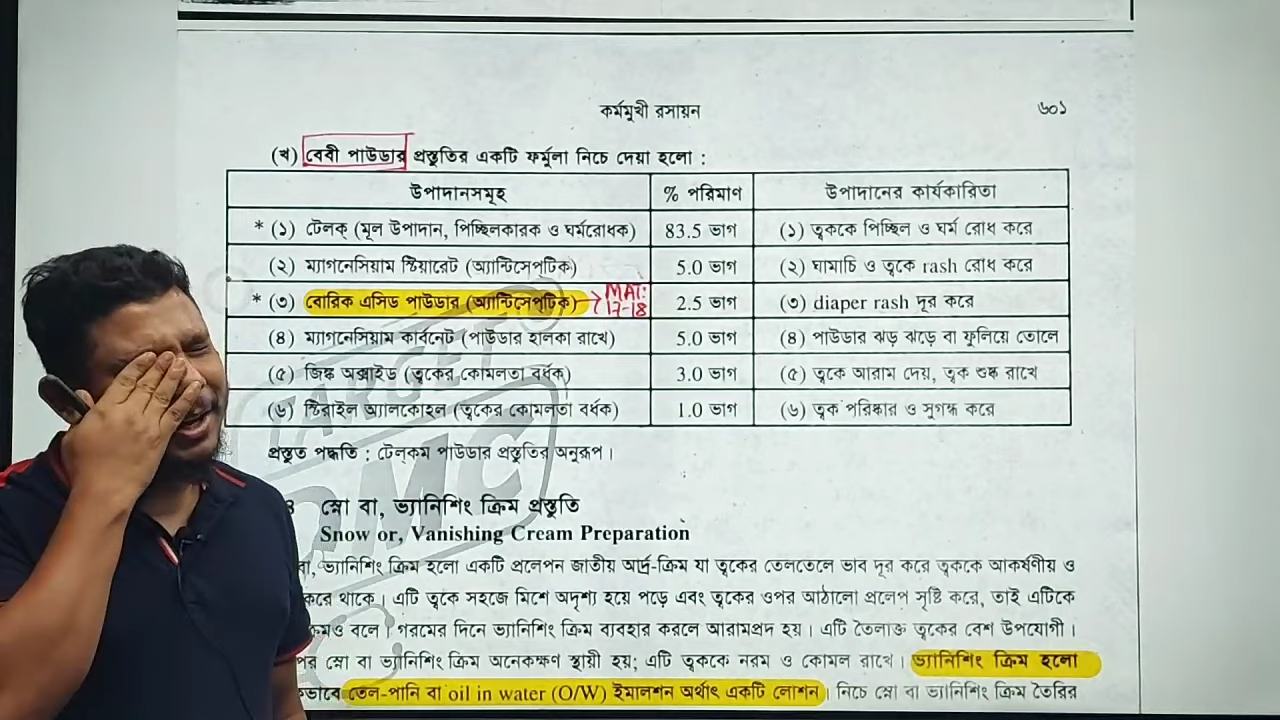 কর্মমুখী রসায়ন ৬০১
(খ) বেবী পাউডার প্রস্তুতির একটি ফর্মুলা নিচে দেয়া হলো :
উপাদানসমূহ % পরিমাণ উপাদানের কার্যকারিতা
* (১) টেলক্ (মূল উপাদান, পিচ্ছিলকারক ও ঘর্মরোধক) 83.5 ভাগ (১) ত্বককে পিচ্ছিল ও ঘর্ম রোধ করে
(২) ম্যাগনেসিয়াম স্টিয়ারেট (অ্যান্টিসেপটিক) 5.0 ভাগ (২) ঘামাচি ও ত্বকে rash রোধ করে
* (৩) বোরিক এসিড পাউডার (অ্যান্টিসেপটিক) MAT: 17-18 2.5 ভাগ (৩) diaper rash দূর করে
(৪) ম্যাগনেসিয়াম কার্বনেট (পাউডার হালকা রাখে) 5.0 ভাগ (৪) পাউডার ঝড় ঝড়ে বা ফুলিয়ে তোলে
(৫) জিঙ্ক অক্সাইড (ত্বকের কোমলতা বর্ধক) 3.0 ভাগ (৫) ত্বকে আরাম দেয়, ত্বক শুষ্ক রাখে
(৬) স্টিরাইল অ্যালকোহল (ত্বকের কোমলতা বর্ধক) 1.0 ভাগ (৬) ত্বক পরিষ্কার ও সুগন্ধ করে
প্রস্তুত পদ্ধতি : টেল্‌কম পাউডার প্রস্তুতির অনুরূপ।
স্নো বা, ভ্যানিশিং ক্রিম প্রস্তুতি
Snow or, Vanishing Cream Preparation
বা, ভ্যানিশিং ক্রিম হলো একটি প্রলেপন জাতীয় আর্দ্র-ক্রিম যা ত্বকের তেলতেলে ভাব দূর করে ত্বককে আকর্ষণীয় ও
করে থাকে। এটি ত্বকে সহজে মিশে অদৃশ্য হয়ে পড়ে এবং ত্বকের ওপর আঠালো প্রলেপ সৃষ্টি করে, তাই এটিকে
বলে। গরমের দিনে ভ্যানিশিং ক্রিম ব্যবহার করলে আরামপ্রদ হয়। এটি তৈলাক্ত ত্বকের বেশ উপযোগী।
স্নো বা ভ্যানিশিং ক্রিম অনেকক্ষণ স্থায়ী হয়; এটি ত্বককে নরম ও কোমল রাখে। ভ্যানিশিং ক্রিম হলো
তেল-পানি বা oil in water (O/W) ইমালশন অর্থাৎ একটি লোশন। নিচে স্নো বা ভ্যানিশিং ক্রিম তৈরির
TARGET
DMC